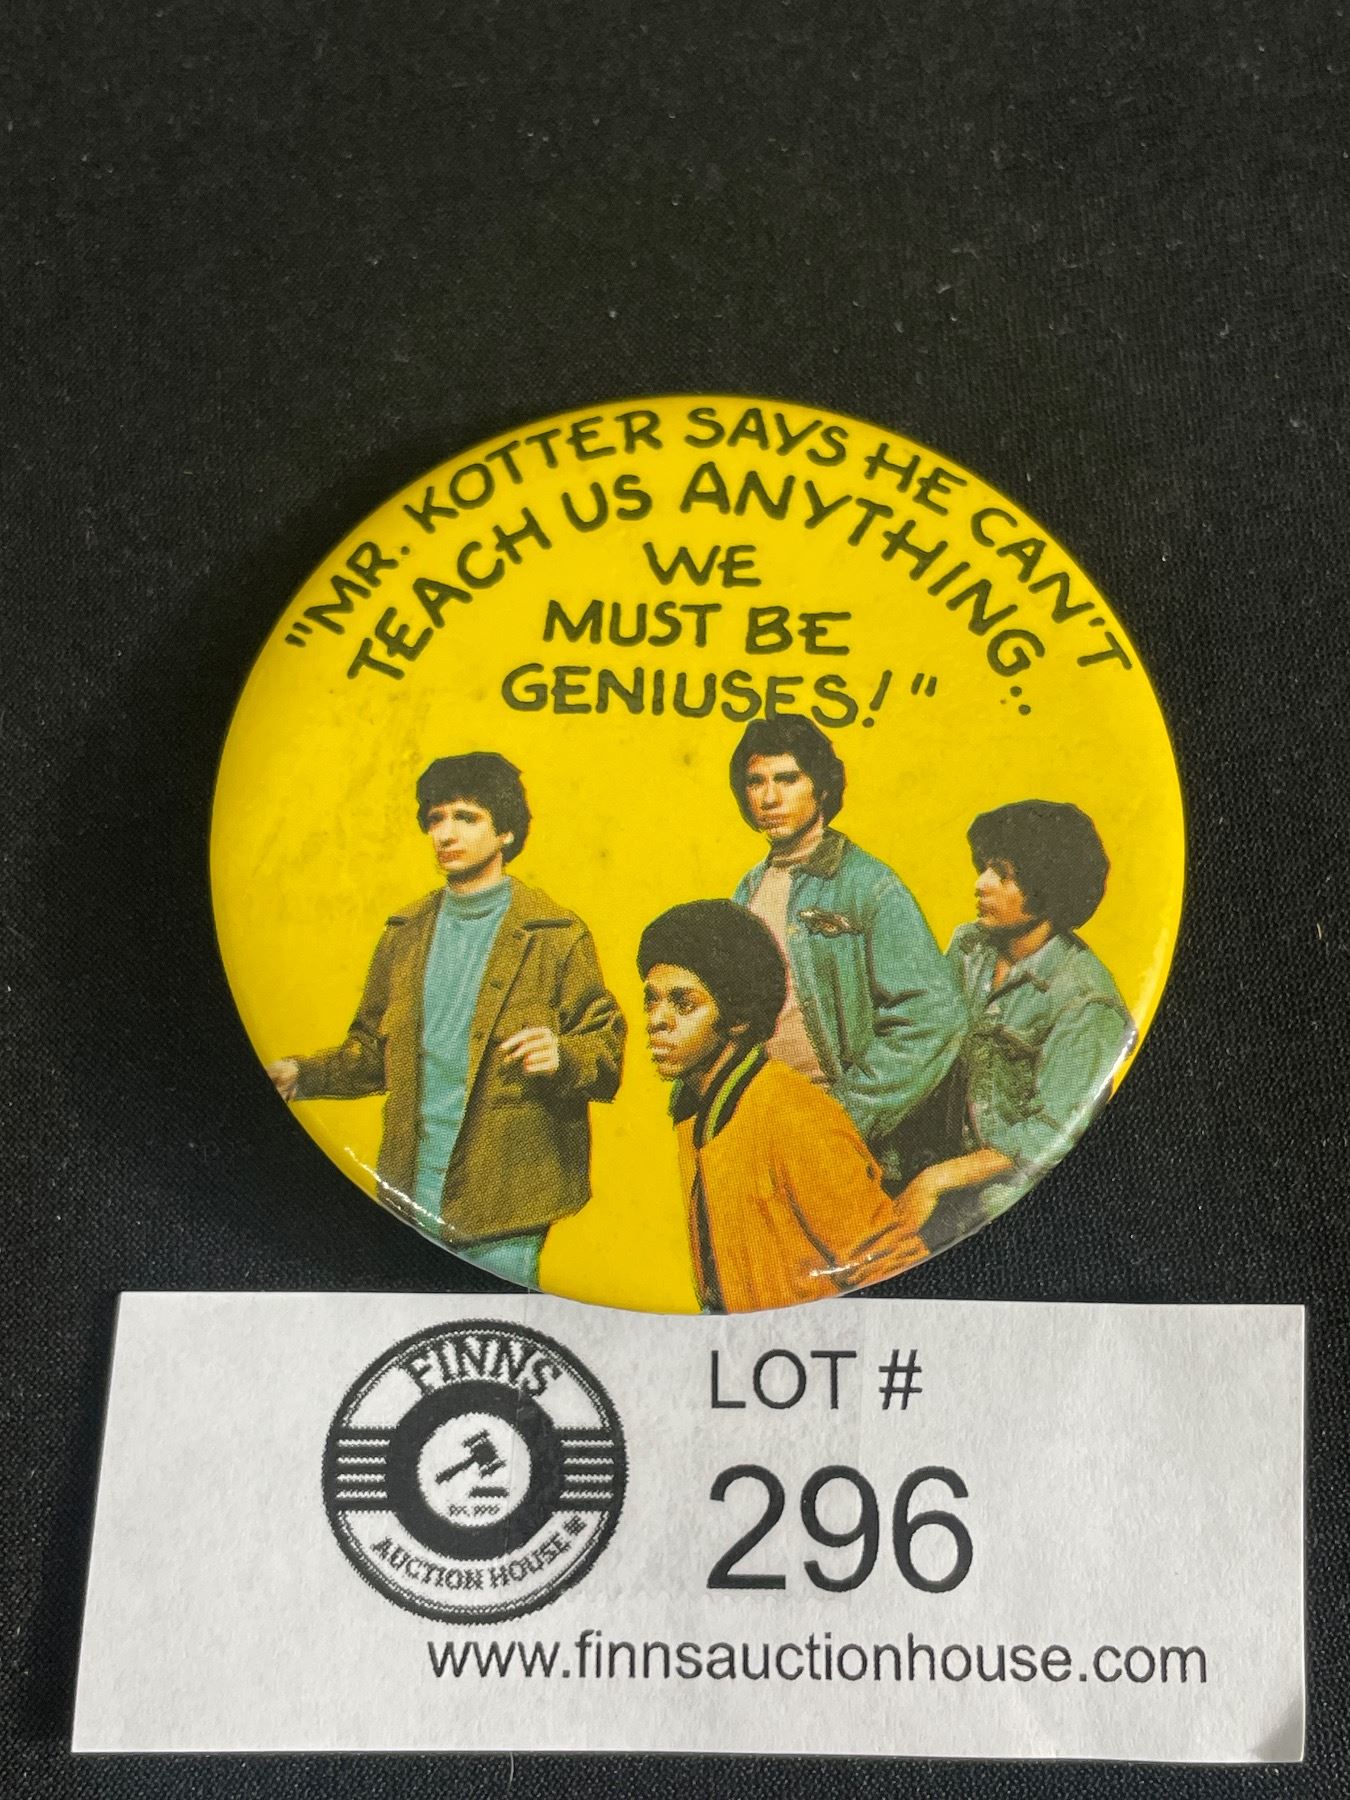 "MR. KOTTER SAYS HE CAN'T
TEACH US ANYTHING..
WE
MUST BE
GENIUSES!"
FINNS
AUCTION HOUSE
LOT #
296
www.finnsauctionhouse.com